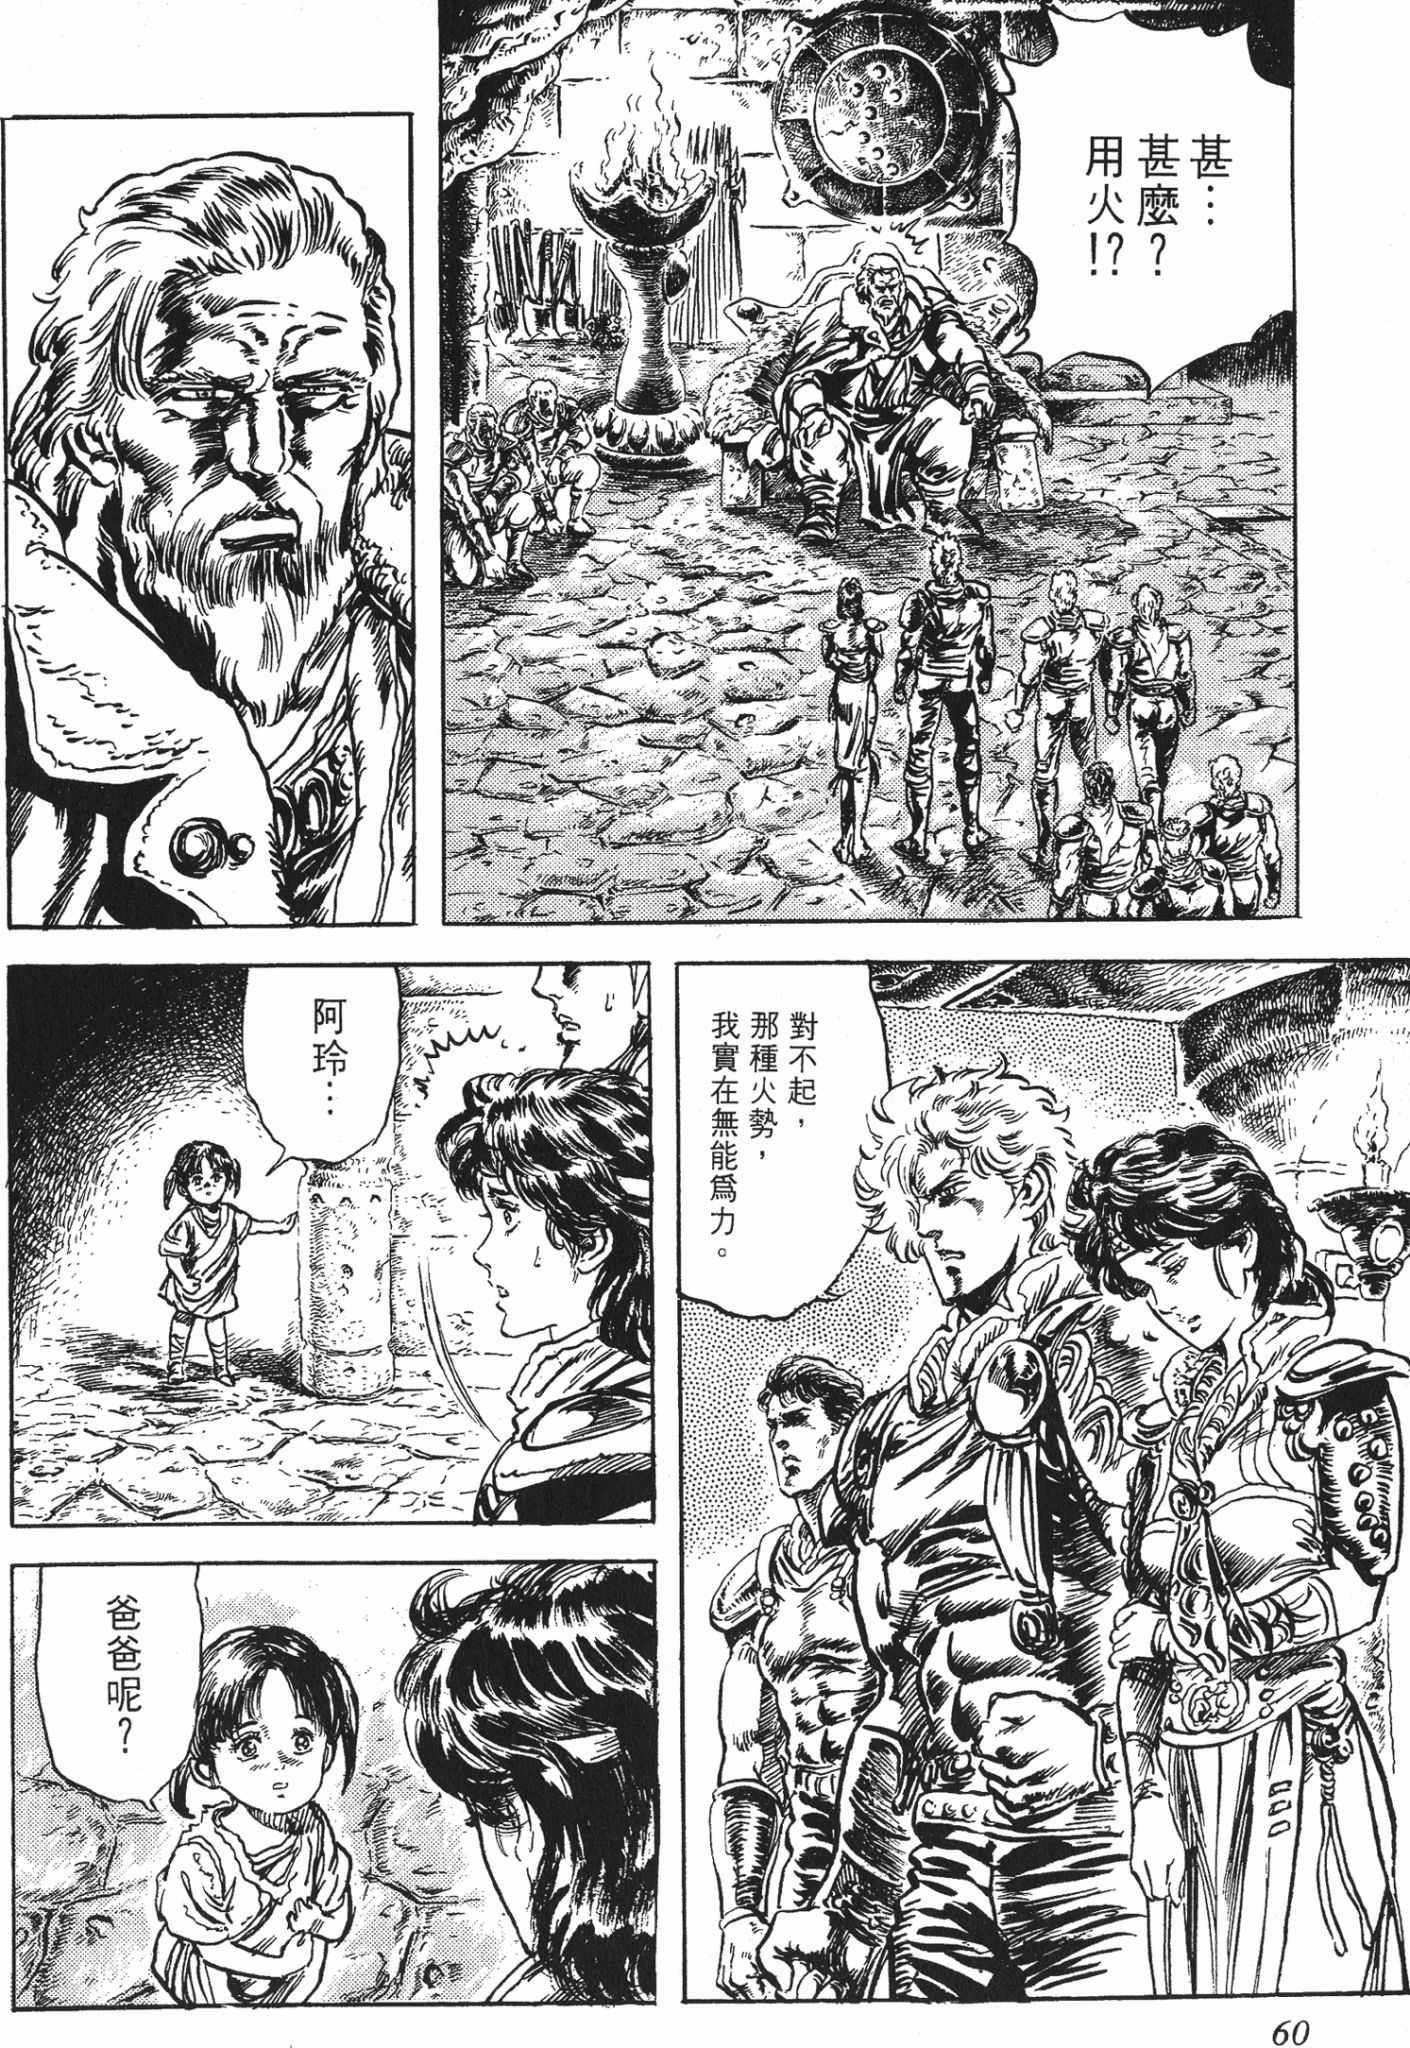 甚…
甚麼？
用火!?
對不起，
那種火勢，
我實在無能爲力。
阿玲…
爸爸呢？
60